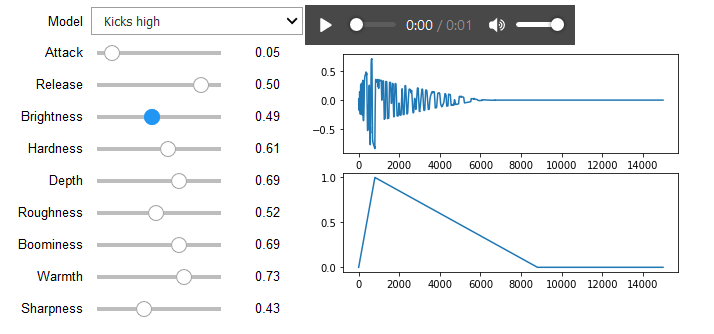 Model Kicks high
0:00 / 0:01
Attack 0.05
Release 0.50
Brightness 0.49
Hardness 0.61
Depth 0.69
Roughness 0.52
Boominess 0.69
Warmth 0.73
Sharpness 0.43
0.5
0.0
−0.5
0 2000 4000 6000 8000 10000 12000 14000
1.0
0.5
0.0
0 2000 4000 6000 8000 10000 12000 14000